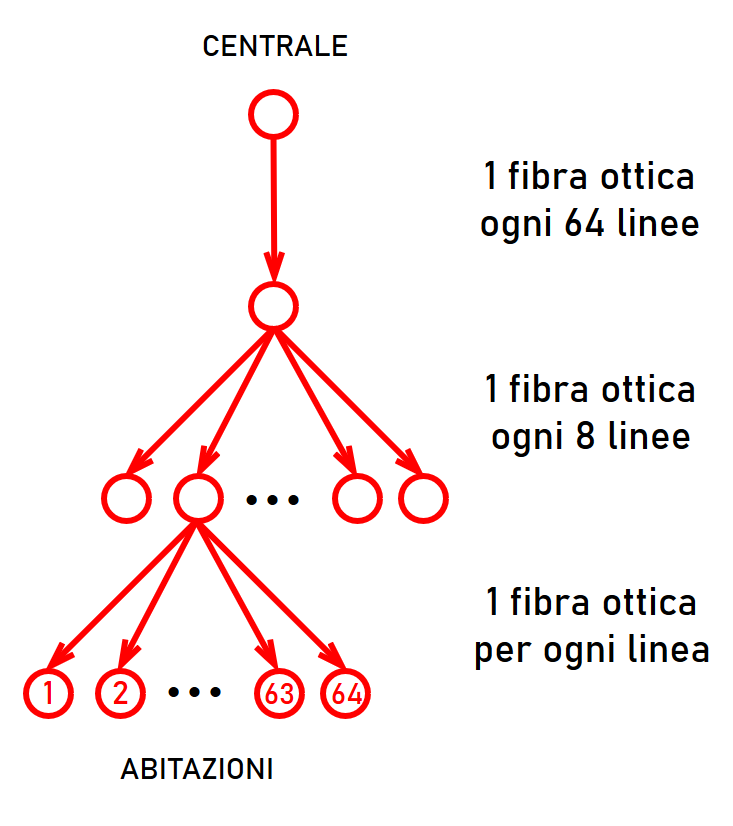 CENTRALE
1 fibra ottica
ogni 64 linee
1 fibra ottica
ogni 8 linee
•••
1 fibra ottica
per ogni linea
1 2 ••• 63 64
ABITAZIONI